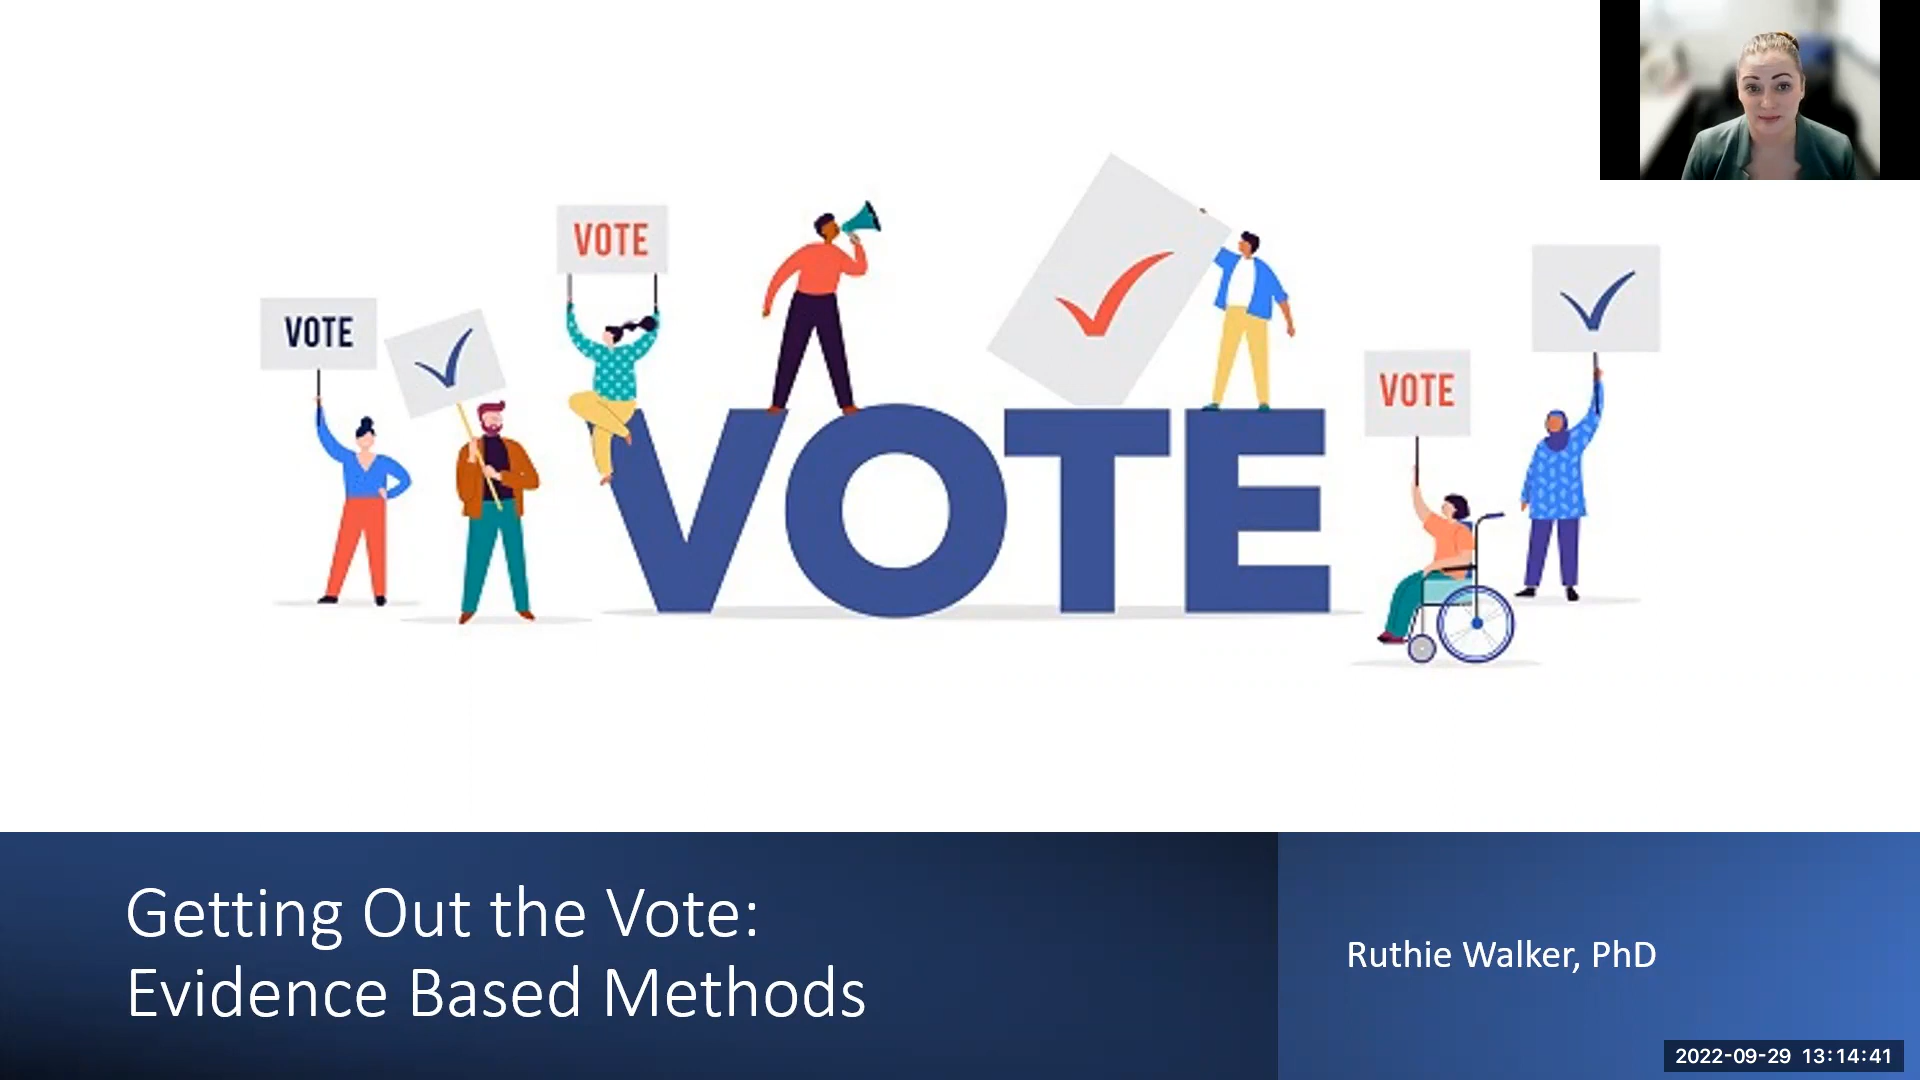 VOTE
VOTE
VOTE
VOTE
Getting Out the Vote:
Evidence Based Methods
Ruthie Walker, PhD
2022-09-29 13:14:41